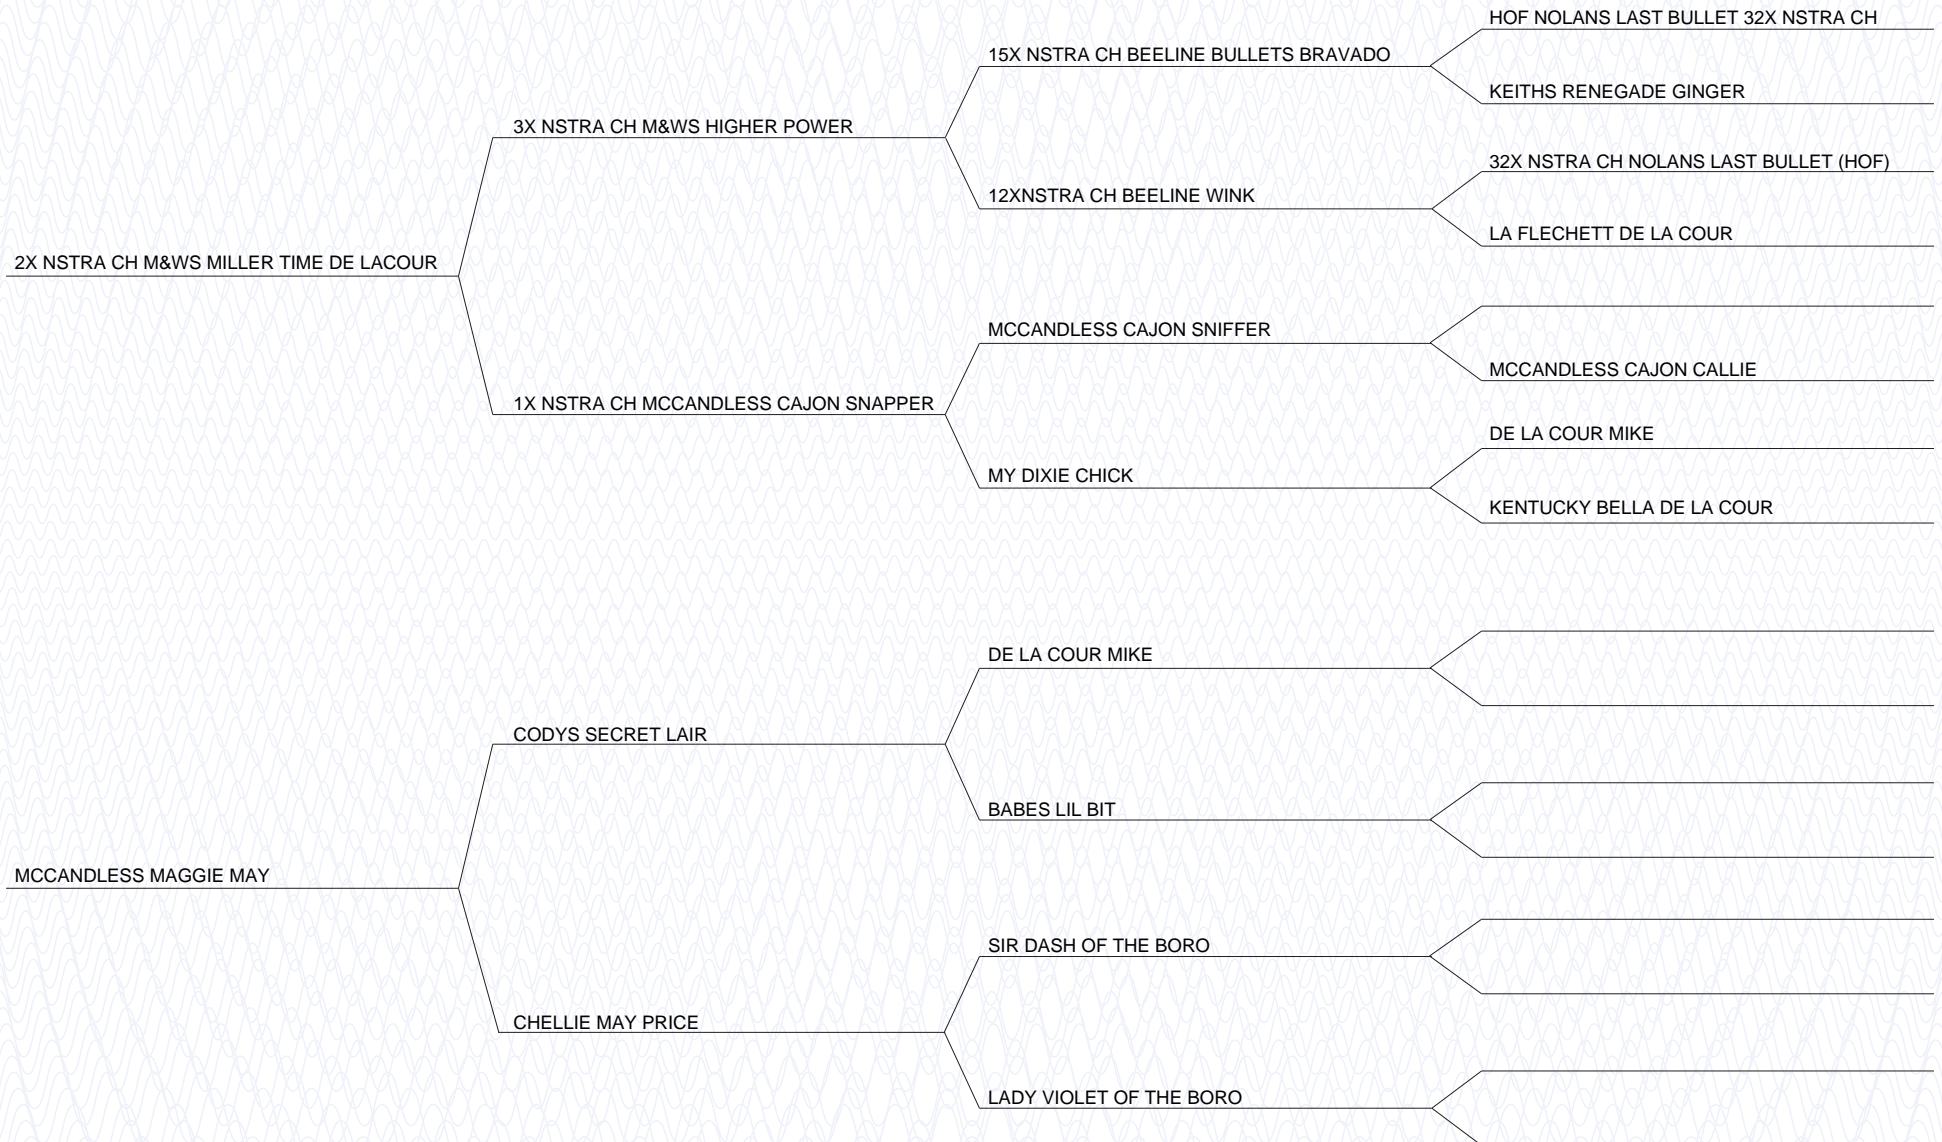 HOF NOLANS LAST BULLET 32X NSTRA CH
15X NSTRA CH BEELINE BULLETS BRAVADO
KEITHS RENEGADE GINGER
3X NSTRA CH M&WS HIGHER POWER
32X NSTRA CH NOLANS LAST BULLET (HOF)
12XNSTRA CH BEELINE WINK
LA FLECHETT DE LA COUR
2X NSTRA CH M&WS MILLER TIME DE LACOUR
MCCANDLESS CAJON SNIFFER
MCCANDLESS CAJON CALLIE
1X NSTRA CH MCCANDLESS CAJON SNAPPER
DE LA COUR MIKE
MY DIXIE CHICK
KENTUCKY BELLA DE LA COUR
DE LA COUR MIKE
CODYS SECRET LAIR
BABES LIL BIT
MCCANDLESS MAGGIE MAY
SIR DASH OF THE BORO
CHELLIE MAY PRICE
LADY VIOLET OF THE BORO